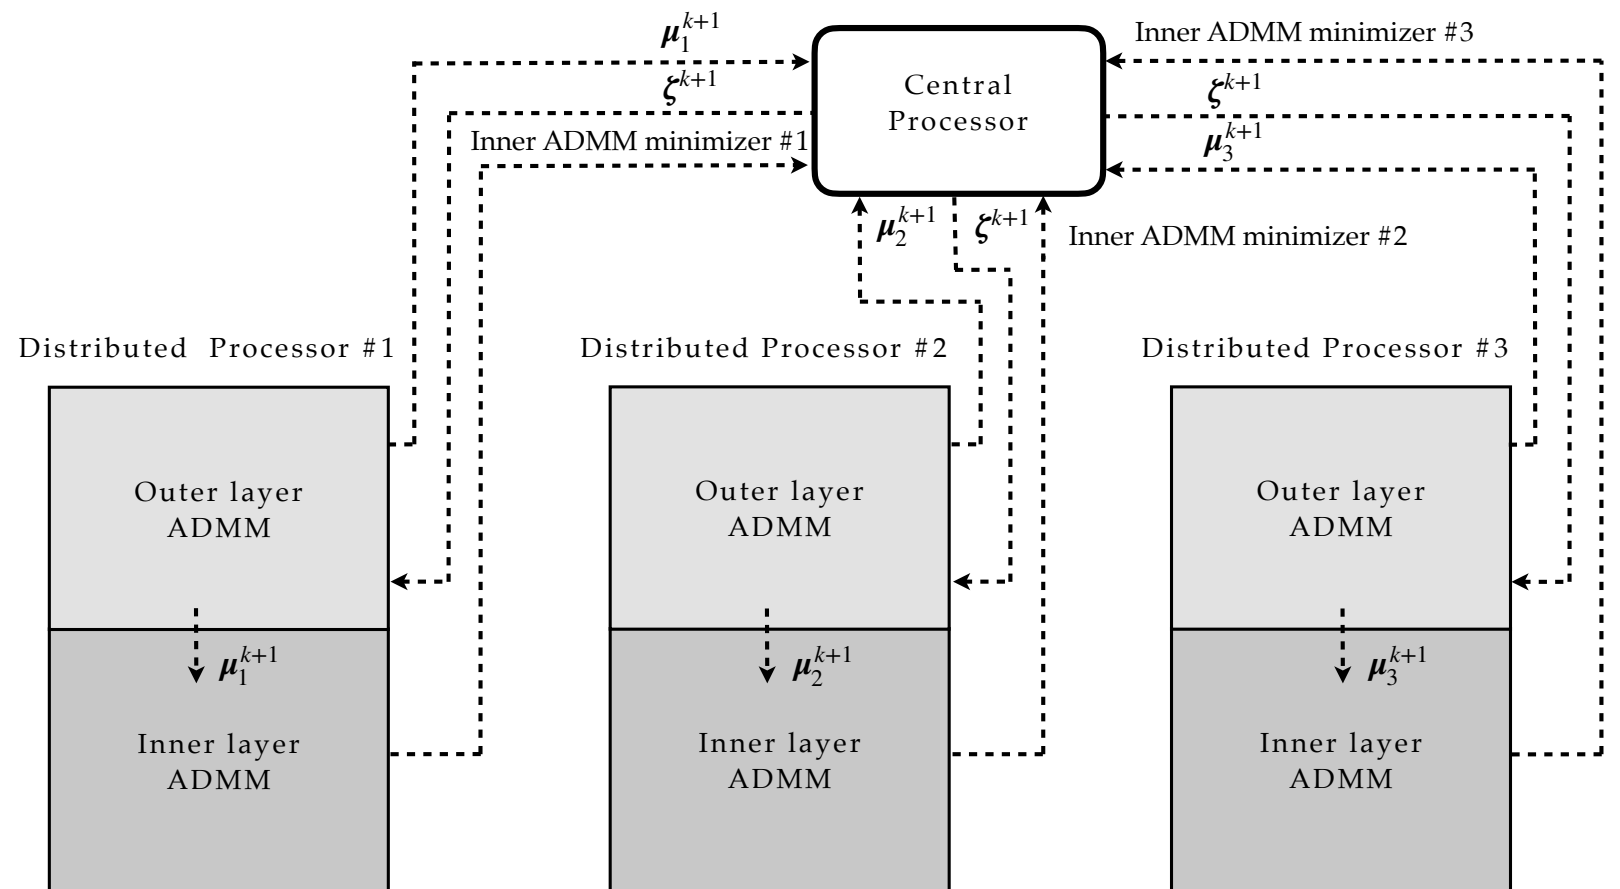 μ₁^{k+1}
ζ^{k+1}
Inner ADMM minimizer #1
Central
Processor
Inner ADMM minimizer #3
ζ^{k+1}
μ₃^{k+1}
μ₂^{k+1}
ζ^{k+1}
Inner ADMM minimizer #2
Distributed Processor #1
Outer layer
ADMM
μ₁^{k+1}
Inner layer
ADMM
Distributed Processor #2
Outer layer
ADMM
μ₂^{k+1}
Inner layer
ADMM
Distributed Processor #3
Outer layer
ADMM
μ₃^{k+1}
Inner layer
ADMM